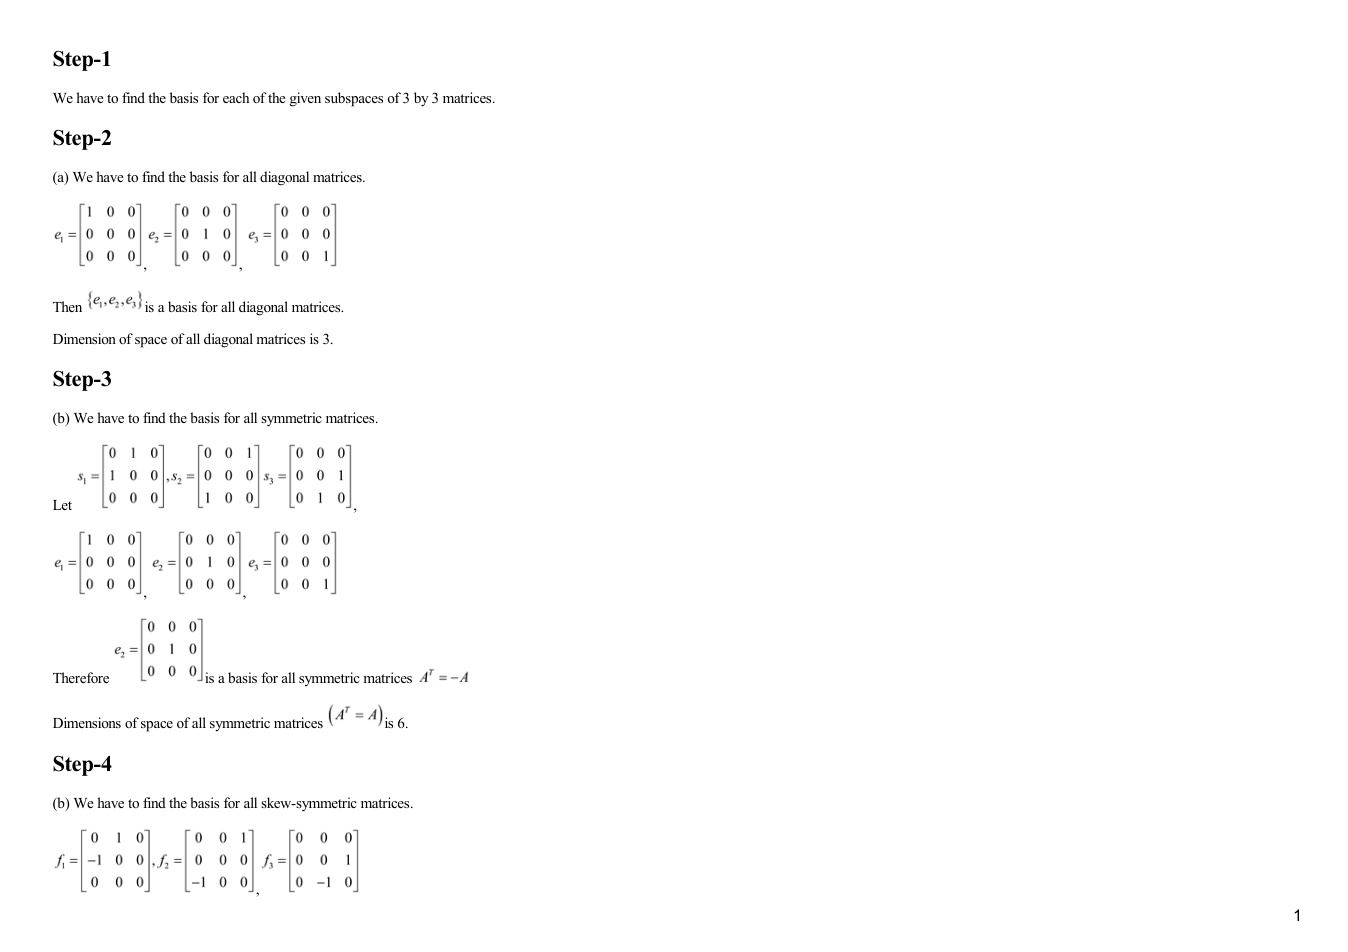 Step-1
We have to find the basis for each of the given subspaces of 3 by 3 matrices.
Step-2
(a) We have to find the basis for all diagonal matrices.
e₁ = [1 0 0; 0 0 0; 0 0 0], e₂ = [0 0 0; 0 1 0; 0 0 0], e₃ = [0 0 0; 0 0 0; 0 0 1]
Then {e₁,e₂,e₃} is a basis for all diagonal matrices.
Dimension of space of all diagonal matrices is 3.
Step-3
(b) We have to find the basis for all symmetric matrices.
Let s₁ = [0 1 0; 1 0 0; 0 0 0], s₂ = [0 0 1; 0 0 0; 1 0 0] s₃ = [0 0 0; 0 0 1; 0 1 0],
e₁ = [1 0 0; 0 0 0; 0 0 0], e₂ = [0 0 0; 0 1 0; 0 0 0], e₃ = [0 0 0; 0 0 0; 0 0 1]
Therefore e₂ = [0 0 0; 0 1 0; 0 0 0] is a basis for all symmetric matrices Aᵀ = −A
Dimensions of space of all symmetric matrices (Aᵀ = A) is 6.
Step-4
(b) We have to find the basis for all skew-symmetric matrices.
f₁ = [0 1 0; −1 0 0; 0 0 0], f₂ = [0 0 1; 0 0 0; −1 0 0], f₃ = [0 0 0; 0 0 1; 0 −1 0]
1